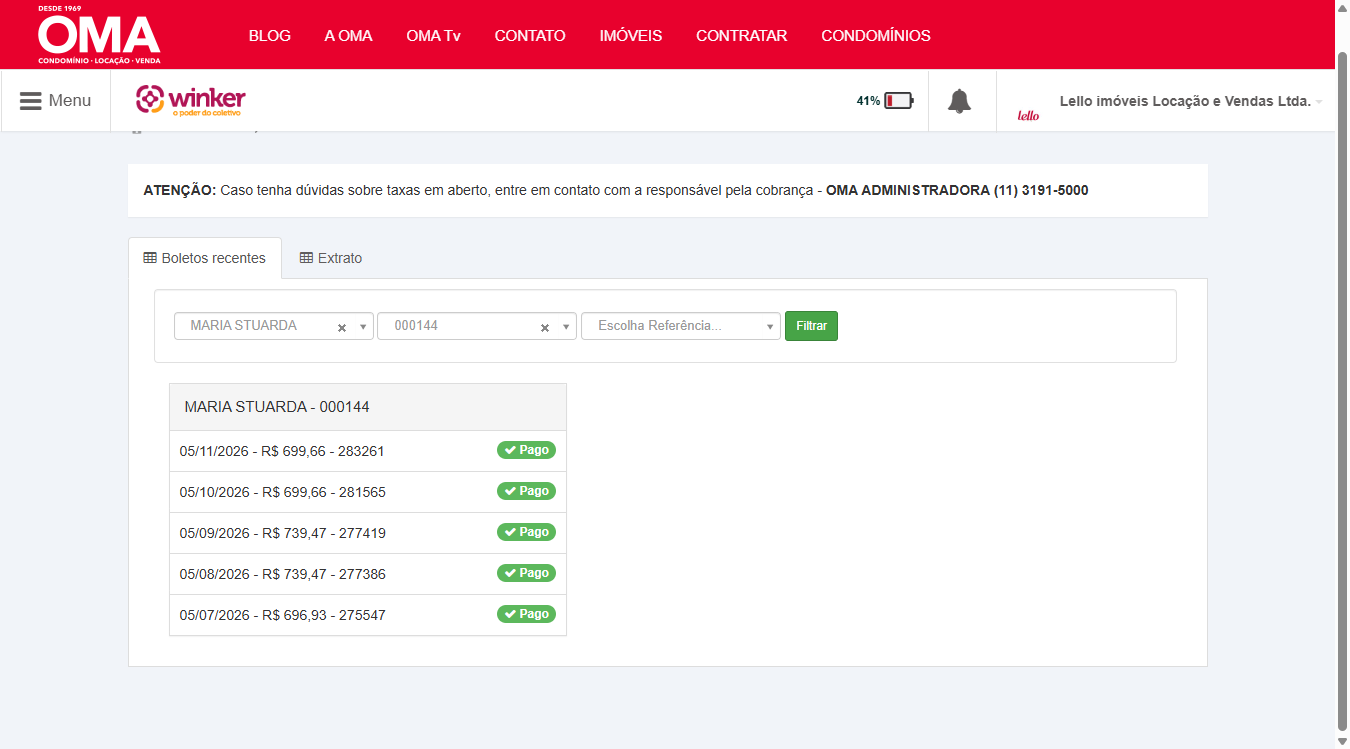 DESDE 1969
OMA
CONDOMÍNIO · LOCAÇÃO · VENDA
BLOG A OMA OMA Tv CONTATO IMÓVEIS CONTRATAR CONDOMÍNIOS
Menu
winker
o poder do coletivo
41%
lello
Lello imóveis Locação e Vendas Ltda.
ATENÇÃO: Caso tenha dúvidas sobre taxas em aberto, entre em contato com a responsável pela cobrança - OMA ADMINISTRADORA (11) 3191-5000
Boletos recentes Extrato
MARIA STUARDA × 000144 × Escolha Referência... Filtrar
MARIA STUARDA - 000144
05/11/2026 - R$ 699,66 - 283261 Pago
05/10/2026 - R$ 699,66 - 281565 Pago
05/09/2026 - R$ 739,47 - 277419 Pago
05/08/2026 - R$ 739,47 - 277386 Pago
05/07/2026 - R$ 696,93 - 275547 Pago